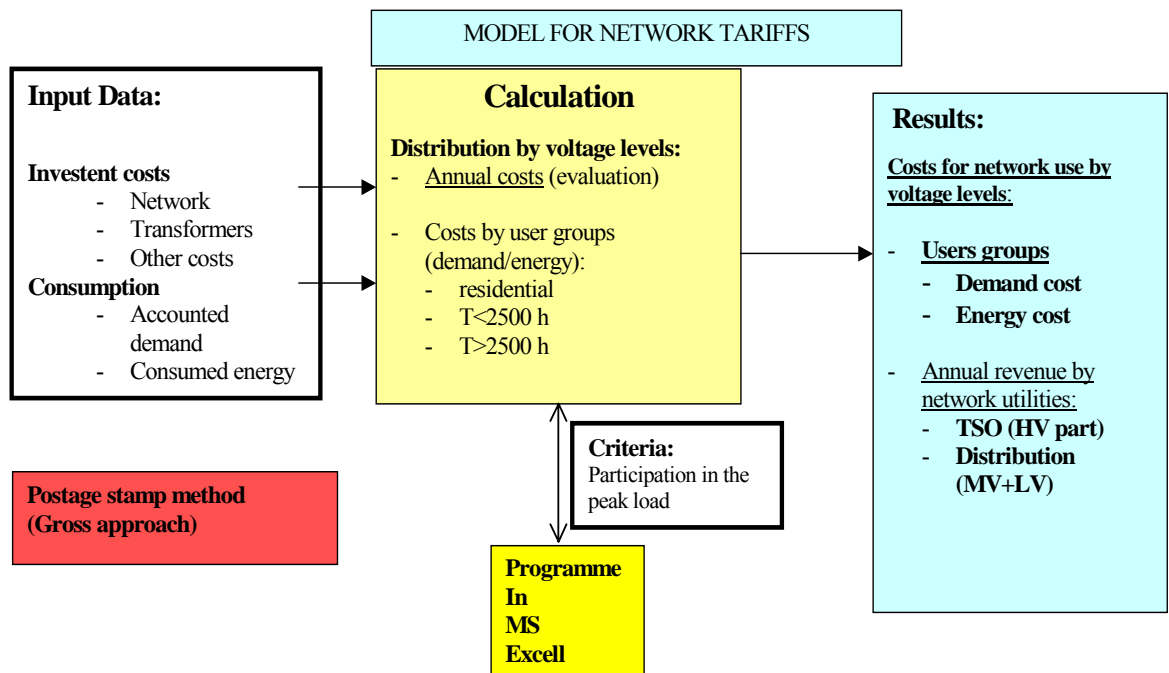 MODEL FOR NETWORK TARIFFS
Input Data:
Investent costs
- Network
- Transformers
- Other costs
Consumption
- Accounted
demand
- Consumed energy
Calculation
Distribution by voltage levels:
- Annual costs (evaluation)
- Costs by user groups
(demand/energy):
- residential
- T<2500 h
- T>2500 h
Results:
Costs for network use by
voltage levels:
- Users groups
- Demand cost
- Energy cost
- Annual revenue by
network utilities:
- TSO (HV part)
- Distribution
(MV+LV)
Criteria:
Participation in the
peak load
Postage stamp method
(Gross approach)
Programme
In
MS
Excell